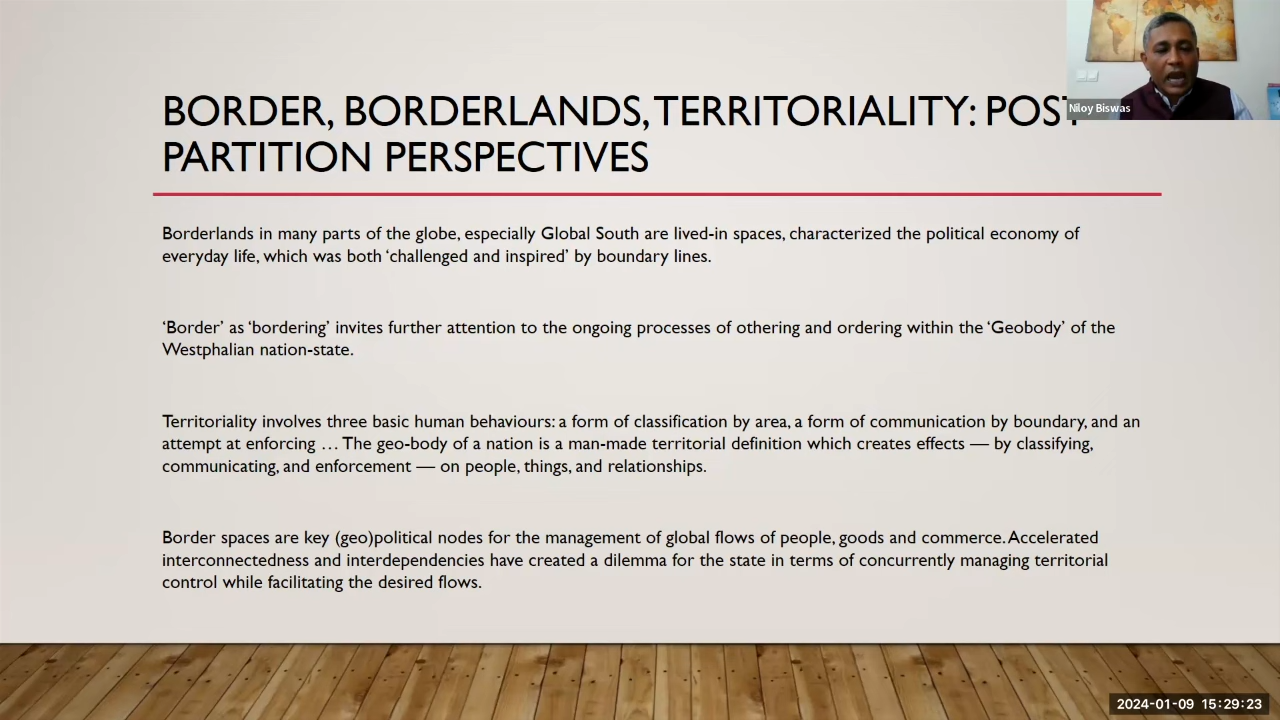 BORDER, BORDERLANDS, TERRITORIALITY: POST-
PARTITION PERSPECTIVES
Niloy Biswas
Borderlands in many parts of the globe, especially Global South are lived-in spaces, characterized the political economy of
everyday life, which was both ‘challenged and inspired’ by boundary lines.
‘Border’ as ‘bordering’ invites further attention to the ongoing processes of othering and ordering within the ‘Geobody’ of the
Westphalian nation-state.
Territoriality involves three basic human behaviours: a form of classification by area, a form of communication by boundary, and an
attempt at enforcing … The geo-body of a nation is a man-made territorial definition which creates effects — by classifying,
communicating, and enforcement — on people, things, and relationships.
Border spaces are key (geo)political nodes for the management of global flows of people, goods and commerce. Accelerated
interconnectedness and interdependencies have created a dilemma for the state in terms of concurrently managing territorial
control while facilitating the desired flows.
2024-01-09 15:29:23